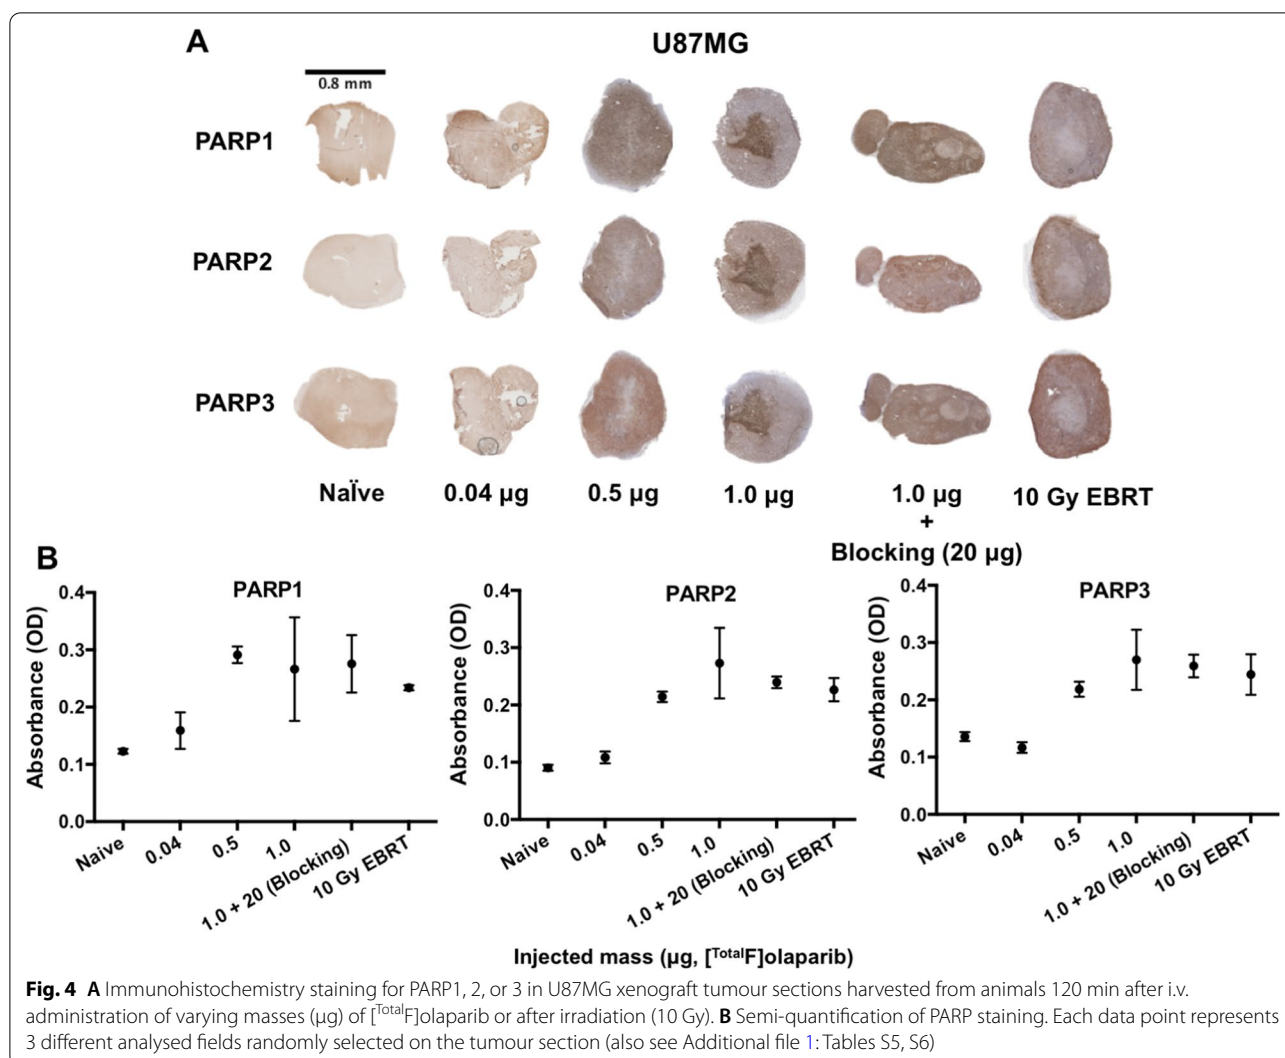 A
U87MG
0.8 mm
PARP1
PARP2
PARP3
NaÏve
0.04 µg
0.5 µg
1.0 µg
1.0 µg
+
Blocking (20 µg)
10 Gy EBRT
B
PARP1
Absorbance (OD)
0.4
0.3
0.2
0.1
0.0
Naive
0.04
0.5
1.0
1.0 + 20 (Blocking)
10 Gy EBRT
PARP2
Absorbance (OD)
0.4
0.3
0.2
0.1
0.0
Naive
0.04
0.5
1.0
1.0 + 20 (Blocking)
10 Gy EBRT
PARP3
Absorbance (OD)
0.4
0.3
0.2
0.1
0.0
Naive
0.04
0.5
1.0
1.0 + 20 (Blocking)
10 Gy EBRT
Injected mass (µg, [TotalF]olaparib)
Fig. 4 A Immunohistochemistry staining for PARP1, 2, or 3 in U87MG xenograft tumour sections harvested from animals 120 min after i.v.
administration of varying masses (µg) of [TotalF]olaparib or after irradiation (10 Gy). B Semi-quantification of PARP staining. Each data point represents
3 different analysed fields randomly selected on the tumour section (also see Additional file 1: Tables S5, S6)